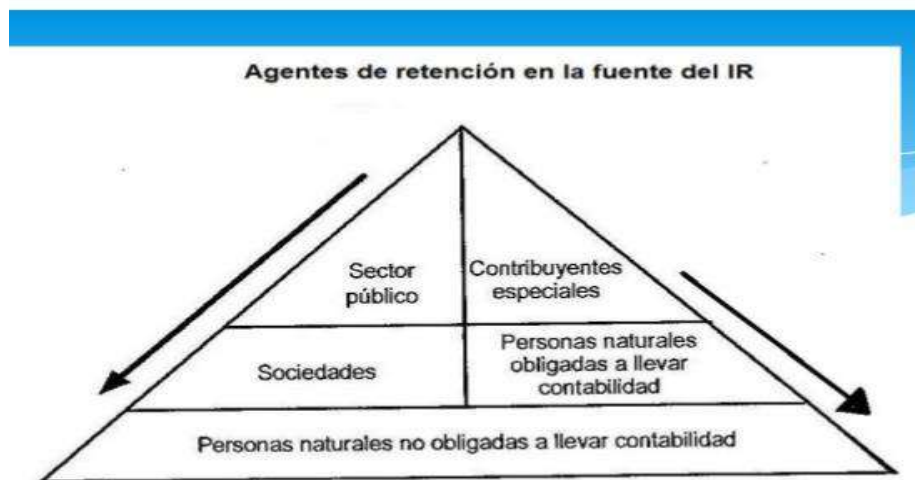 Agentes de retención en la fuente del IR
Sector
público
Contribuyentes
especiales
Sociedades
Personas naturales
obligadas a llevar
contabilidad
Personas naturales no obligadas a llevar contabilidad